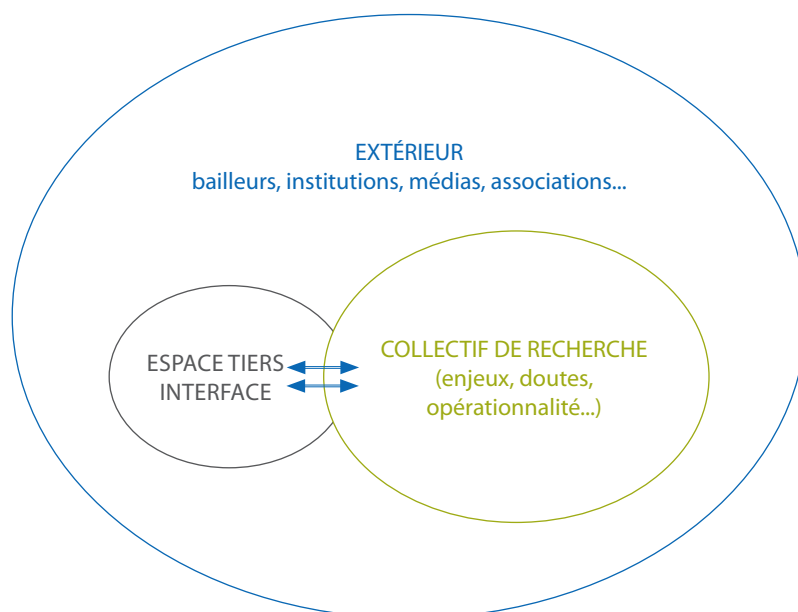 EXTÉRIEUR
bailleurs, institutions, médias, associations...
ESPACE TIERS
INTERFACE
COLLECTIF DE RECHERCHE
(enjeux, doutes,
opérationnalité...)